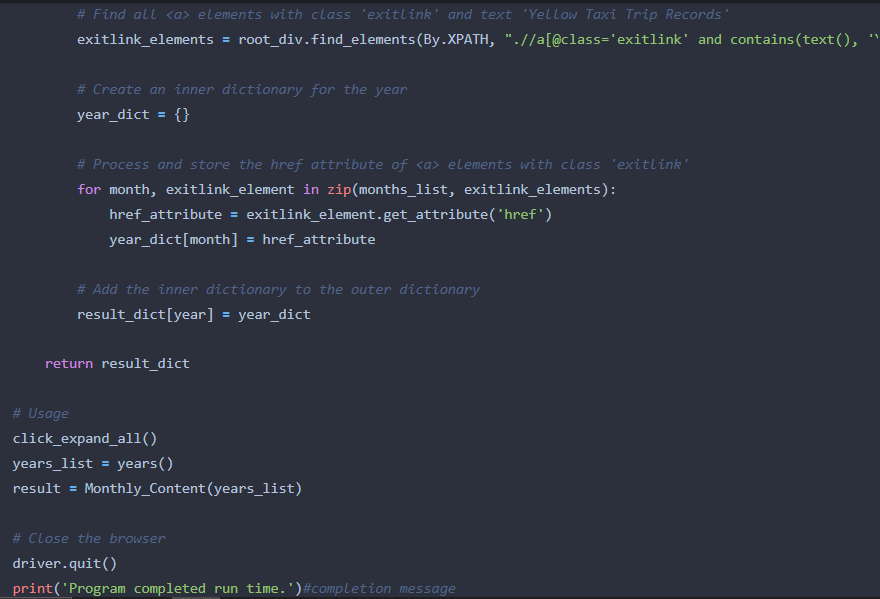 # Find all <a> elements with class 'exitlink' and text 'Yellow Taxi Trip Records'
exitlink_elements = root_div.find_elements(By.XPATH, ".//a[@class='exitlink' and contains(text(), '
# Create an inner dictionary for the year
year_dict = {}
# Process and store the href attribute of <a> elements with class 'exitlink'
for month, exitlink_element in zip(months_list, exitlink_elements):
href_attribute = exitlink_element.get_attribute('href')
year_dict[month] = href_attribute
# Add the inner dictionary to the outer dictionary
result_dict[year] = year_dict
return result_dict
# Usage
click_expand_all()
years_list = years()
result = Monthly_Content(years_list)
# Close the browser
driver.quit()
print('Program completed run time.')#completion message